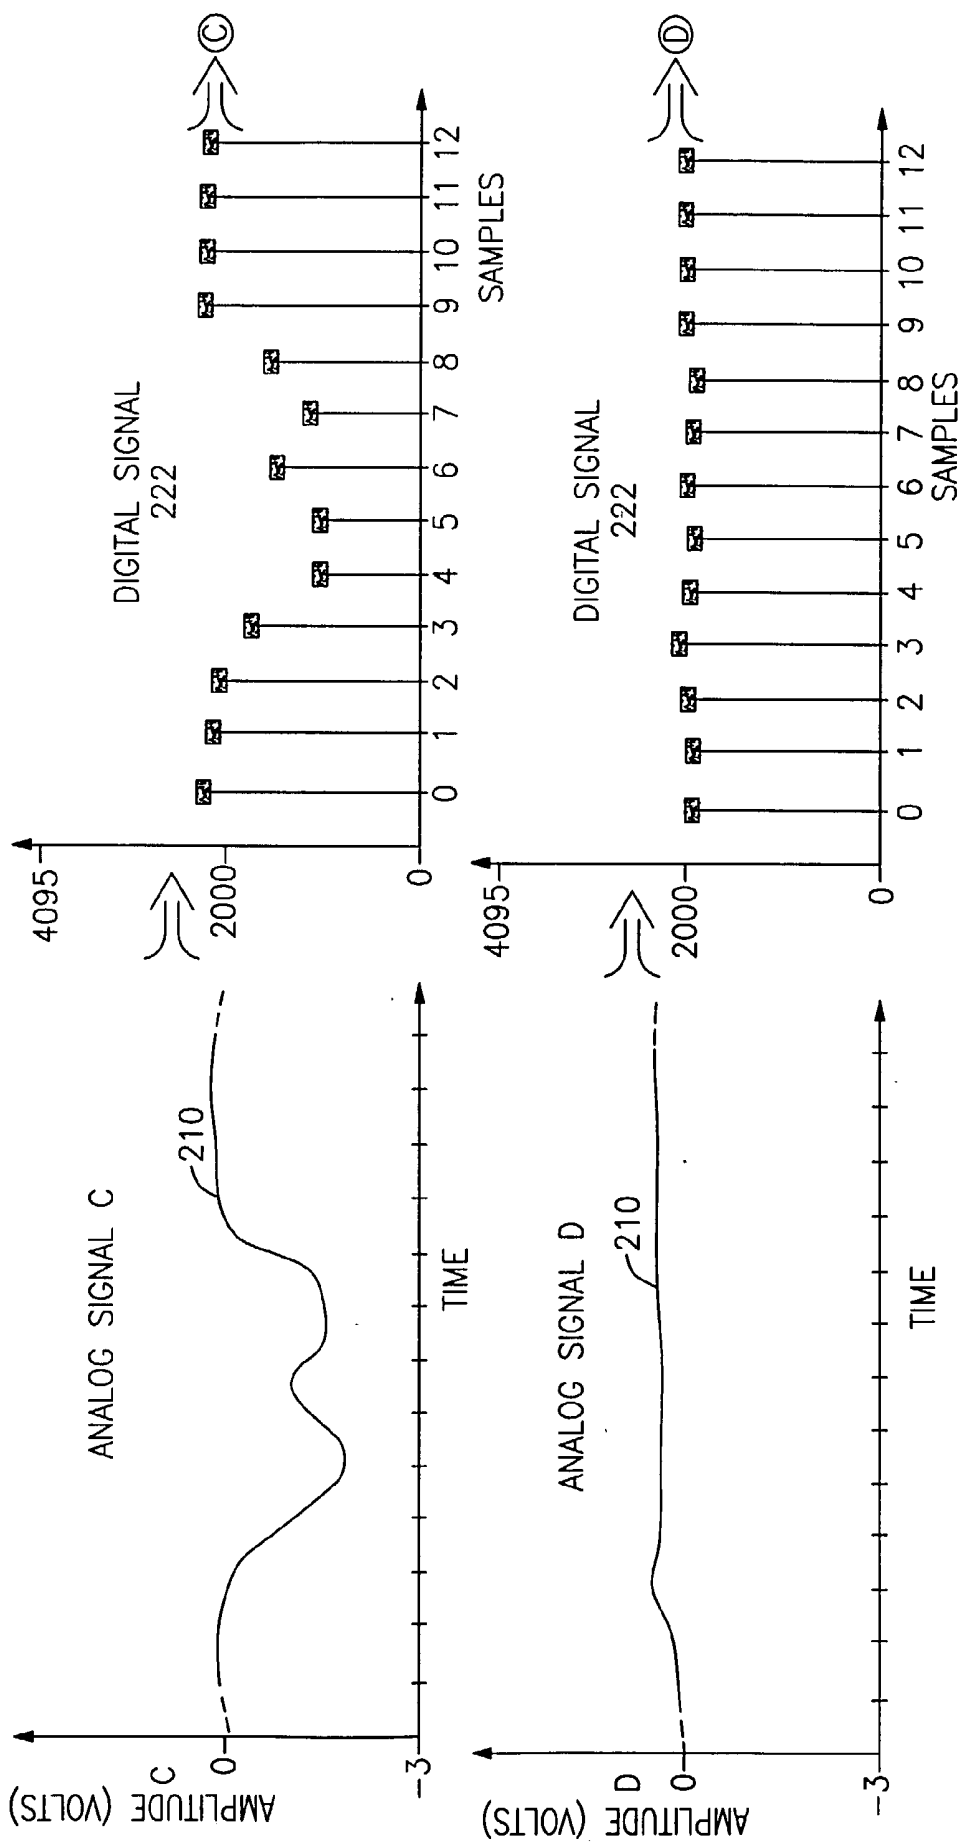 ANALOG SIGNAL C
AMPLITUDE (VOLTS)
C
0
-3
210
TIME
DIGITAL SIGNAL
222
4095
2000
0
0 1 2 3 4 5 6 7 8 9 10 11 12
SAMPLES
C
ANALOG SIGNAL D
AMPLITUDE (VOLTS)
D
0
-3
210
TIME
DIGITAL SIGNAL
222
4095
2000
0
0 1 2 3 4 5 6 7 8 9 10 11 12
SAMPLES
D